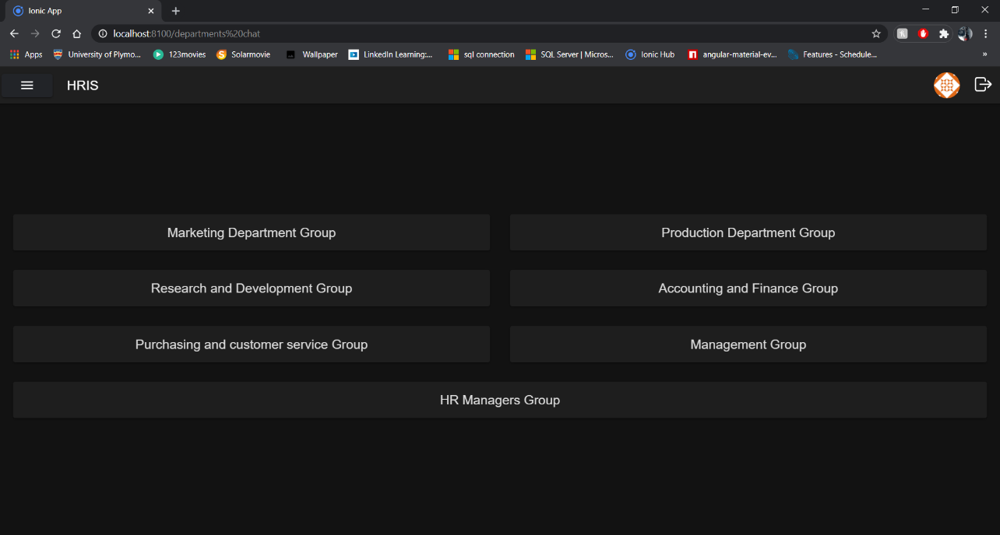 Ionic App
localhost:8100/departments%20chat
Apps University of Plymo... 123movies Solarmovie Wallpaper LinkedIn Learning:... sql connection SQL Server | Micros... Ionic Hub angular-material-ev... Features - Schedule... »
HRIS
Marketing Department Group Production Department Group
Research and Development Group Accounting and Finance Group
Purchasing and customer service Group Management Group
HR Managers Group